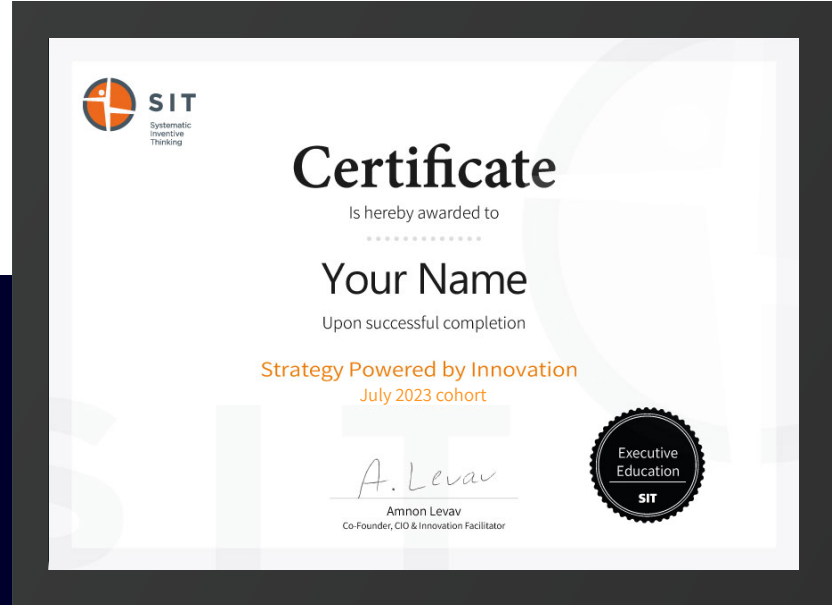 SIT
Systematic
Inventive
Thinking
Certificate
Is hereby awarded to
Your Name
Upon successful completion
Strategy Powered by Innovation
July 2023 cohort
A. Levav
Amnon Levav
Co-Founder, CIO & Innovation Facilitator
Executive
Education
SIT
S I T